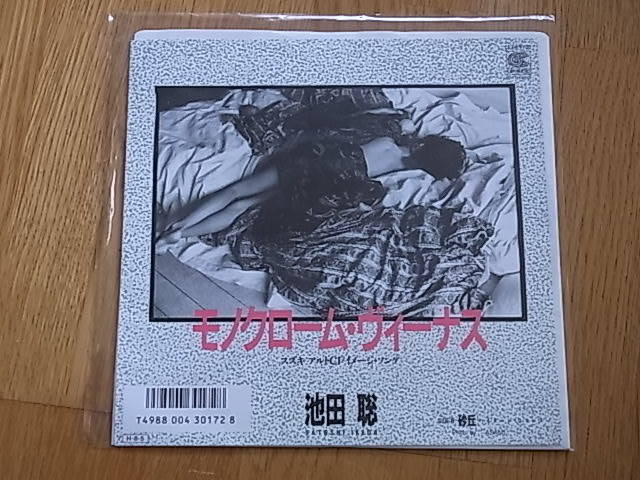 モノクローム・ヴィーナス
スズキ・アルトCFイメージ・ソング
池田 聡
SATOSHI IKEDA
砂丘
T4988 004 30172 8